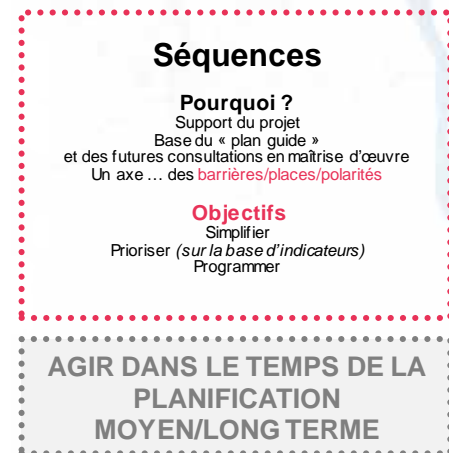 Séquences
Pourquoi ?
Support du projet
Base du « plan guide »
et des futures consultations en maîtrise d'œuvre
Un axe … des barrières/places/polarités
Objectifs
Simplifier
Prioriser (sur la base d'indicateurs)
Programmer
AGIR DANS LE TEMPS DE LA
PLANIFICATION
MOYEN/LONG TERME